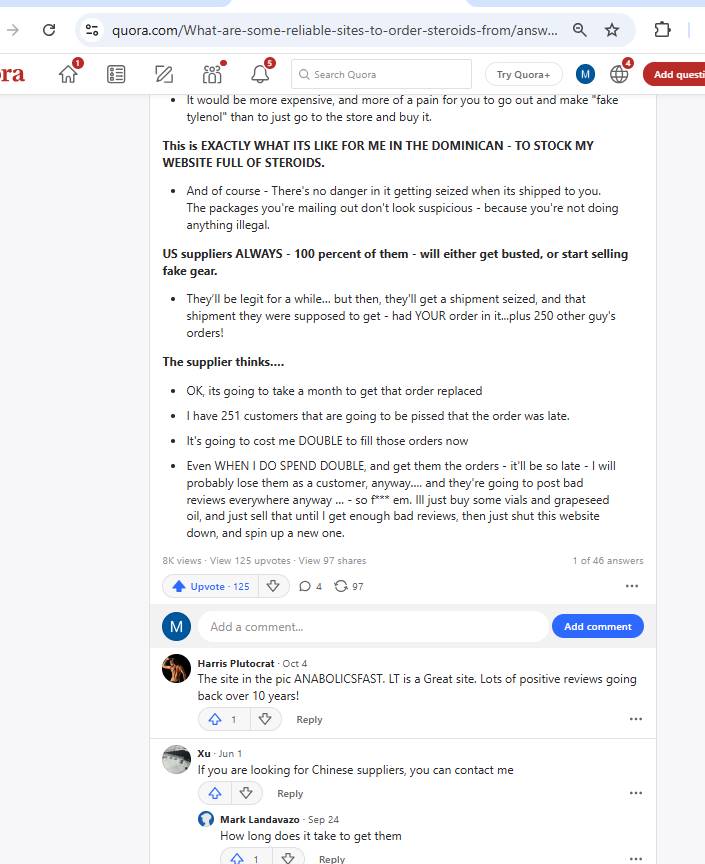 quora.com/What-are-some-reliable-sites-to-order-steroids-from/answ...
ora
1
5
Search Quora
Try Quora+
M
4
Add questi
It would be more expensive, and more of a pain for you to go out and make "fake
tylenol" than to just go to the store and buy it.
This is EXACTLY WHAT ITS LIKE FOR ME IN THE DOMINICAN - TO STOCK MY
WEBSITE FULL OF STEROIDS.
And of course - There's no danger in it getting seized when its shipped to you.
The packages you're mailing out don't look suspicious - because you're not doing
anything illegal.
US suppliers ALWAYS - 100 percent of them - will either get busted, or start selling
fake gear.
They'll be legit for a while... but then, they'll get a shipment seized, and that
shipment they were supposed to get - had YOUR order in it...plus 250 other guy's
orders!
The supplier thinks....
OK, its going to take a month to get that order replaced
I have 251 customers that are going to be pissed that the order was late.
It's going to cost me DOUBLE to fill those orders now
Even WHEN I DO SPEND DOUBLE, and get them the orders - it'll be so late - I will
probably lose them as a customer, anyway.... and they're going to post bad
reviews everywhere anyway ... - so f*** em. Ill just buy some vials and grapeseed
oil, and just sell that until I get enough bad reviews, then just shut this website
down, and spin up a new one.
8K views · View 125 upvotes · View 97 shares
1 of 46 answers
Upvote · 125
4
97
M
Add a comment...
Add comment
Harris Plutocrat · Oct 4
The site in the pic ANABOLICSFAST. LT is a Great site. Lots of positive reviews going
back over 10 years!
1
Reply
Xu · Jun 1
If you are looking for Chinese suppliers, you can contact me
Reply
Mark Landavazo · Sep 24
How long does it take to get them
1
Reply